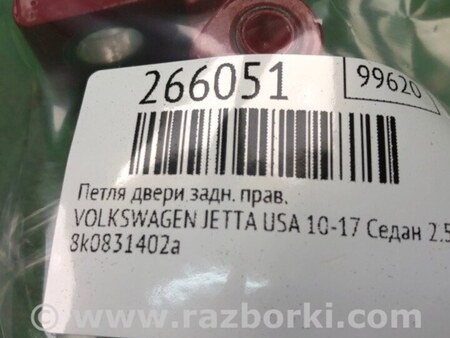 266051
99620
Петля двери задн. прав.
VOLKSWAGEN JETTA USA 10-17 Седан 2.5
8k0831402a
www.razborki.com